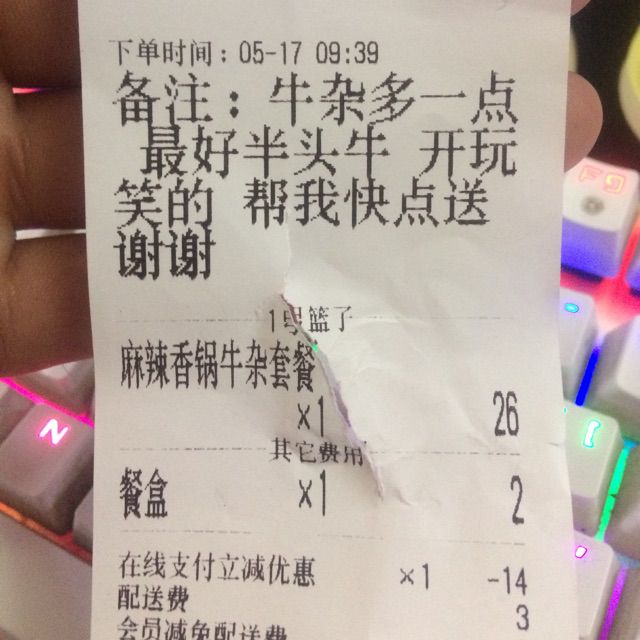 下单时间：05-17 09:39
备注：牛杂多一点
最好半头牛 开玩
笑的 帮我快点送
谢谢
1号篮子
麻辣香锅牛杂套餐
×1 26
其它费用
餐盒 ×1 2
在线支付立减优惠 ×1 -14
配送费 3
会员减免配送费
N
F9